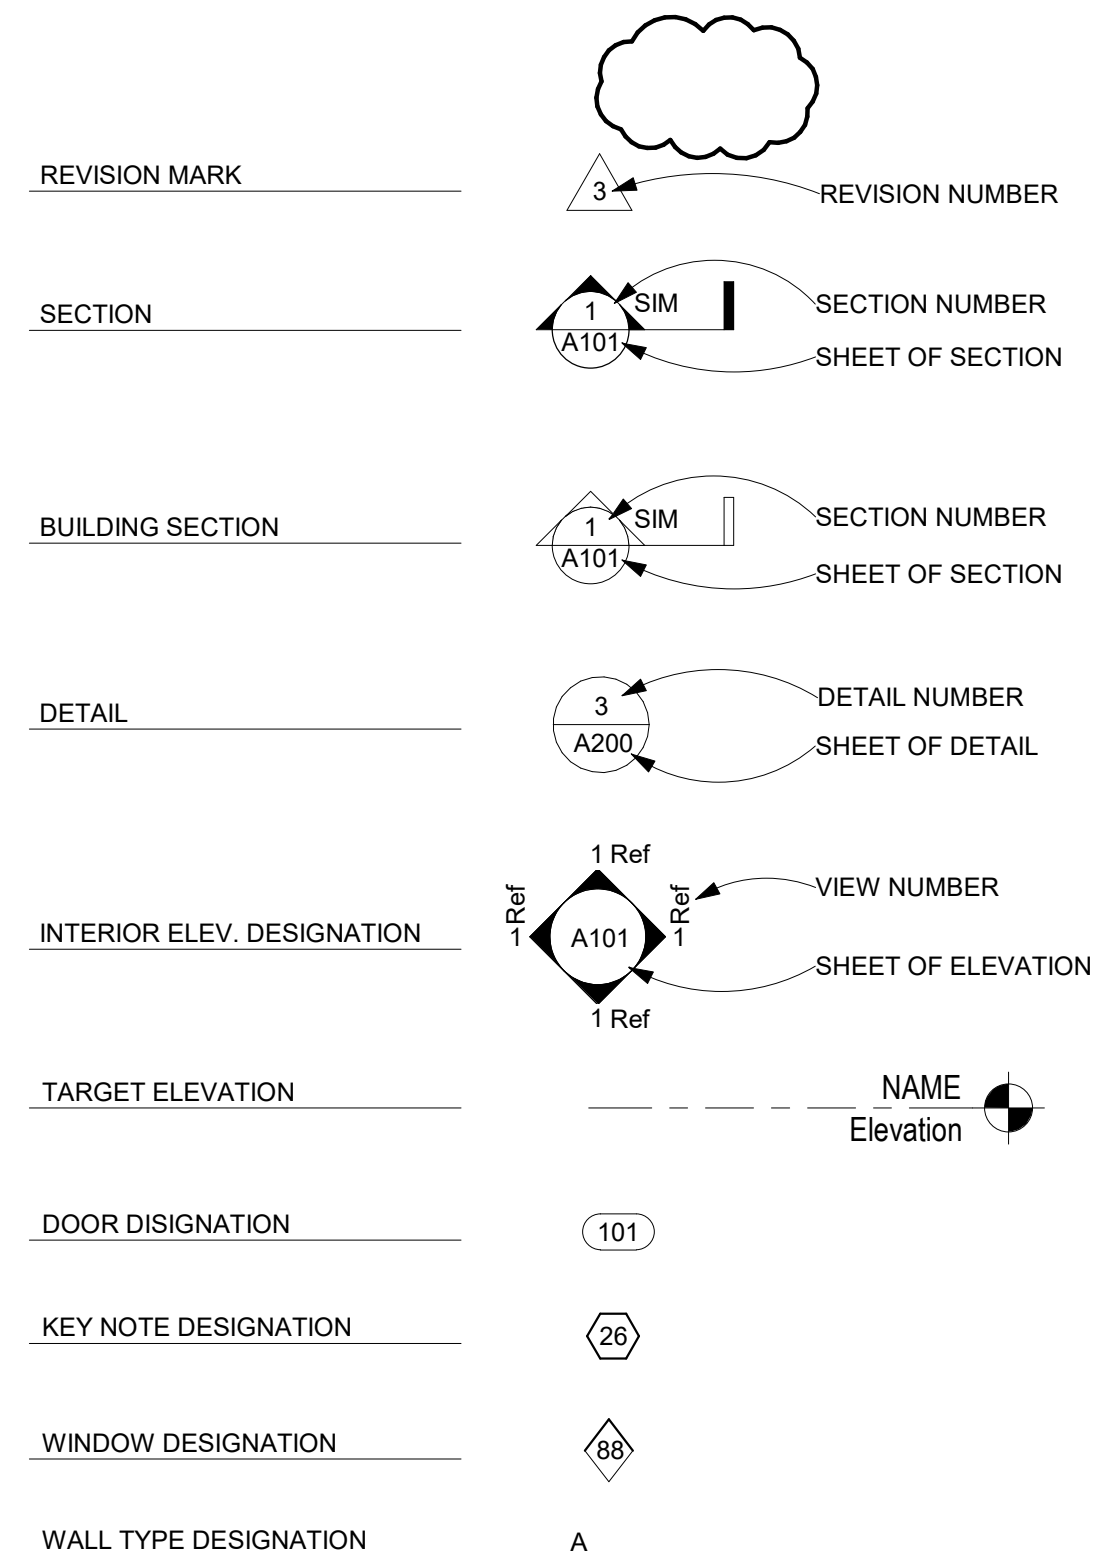 REVISION MARK
3
REVISION NUMBER
SECTION
1
SIM
A101
SECTION NUMBER
SHEET OF SECTION
BUILDING SECTION
1
SIM
A101
SECTION NUMBER
SHEET OF SECTION
DETAIL
3
A200
DETAIL NUMBER
SHEET OF DETAIL
INTERIOR ELEV. DESIGNATION
1 Ref
1 Ref
A101
1 Ref
1 Ref
VIEW NUMBER
SHEET OF ELEVATION
TARGET ELEVATION
NAME
Elevation
DOOR DISIGNATION
101
KEY NOTE DESIGNATION
26
WINDOW DESIGNATION
88
WALL TYPE DESIGNATION
A